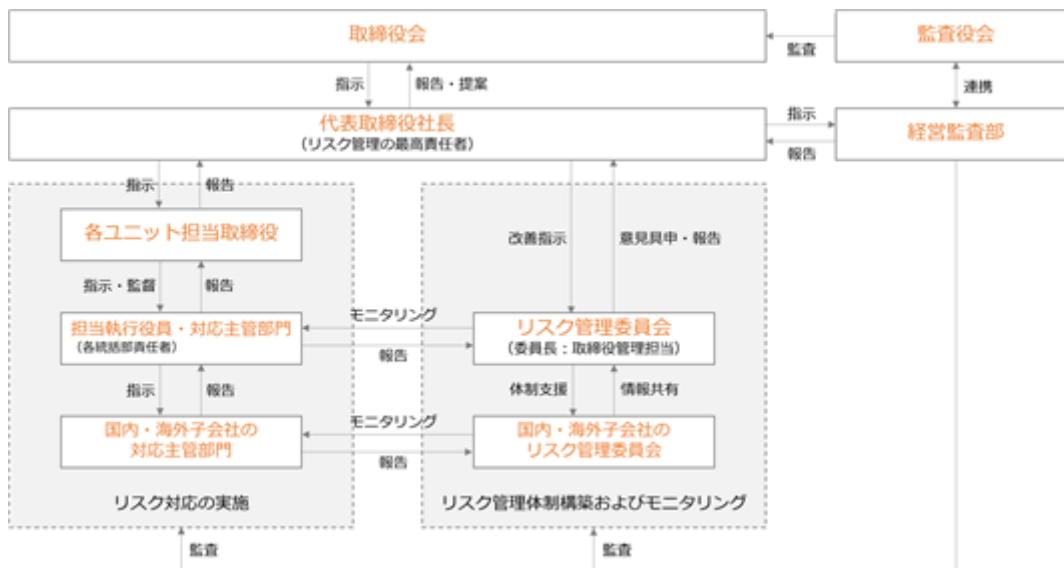 取締役会
監査役会
監査
指示
報告・提案
連携
代表取締役社長
(リスク管理の最高責任者)
指示
報告
経営監査部
指示
報告
各ユニット担当取締役
改善指示
意見具申・報告
指示・監督
報告
担当執行役員・対応主管部門
(各統括部責任者)
モニタリング
報告
リスク管理委員会
(委員長：取締役管理担当)
指示
報告
体制支援
情報共有
国内・海外子会社の
対応主管部門
モニタリング
報告
国内・海外子会社の
リスク管理委員会
リスク対応の実施
リスク管理体制構築およびモニタリング
監査
監査